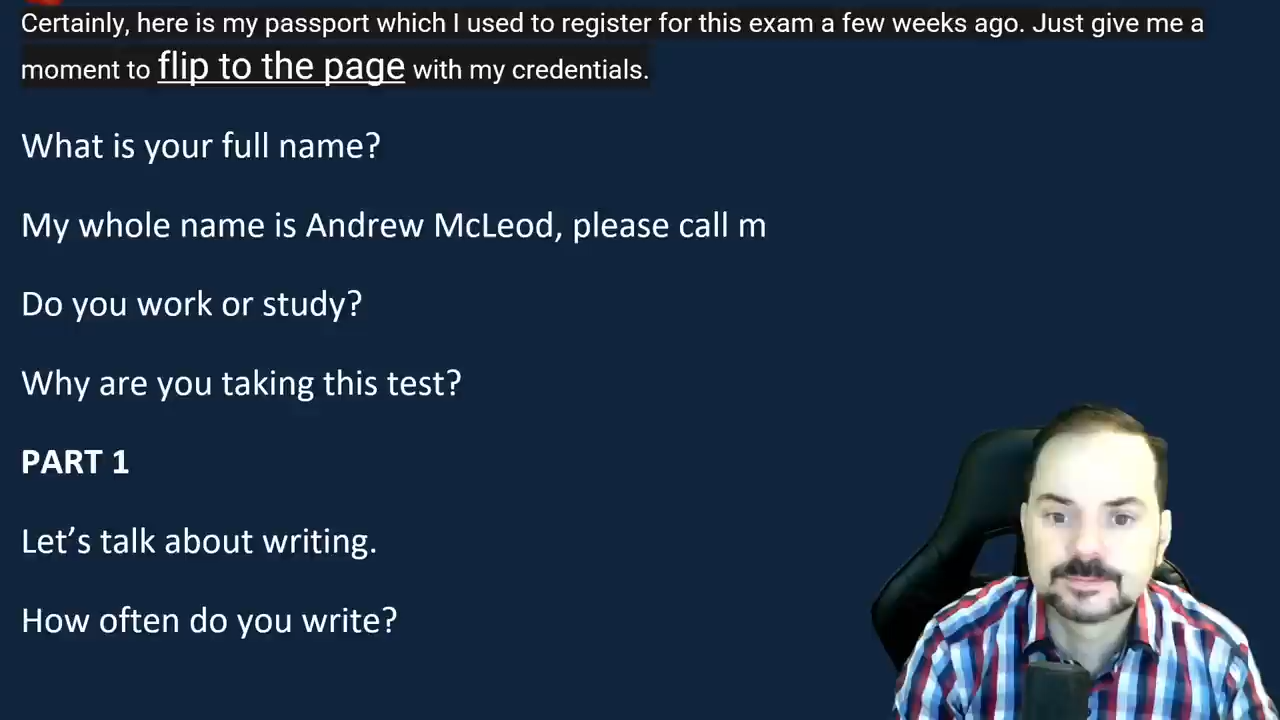 Certainly, here is my passport which I used to register for this exam a few weeks ago. Just give me a
moment to flip to the page with my credentials.
What is your full name?
My whole name is Andrew McLeod, please call m
Do you work or study?
Why are you taking this test?
PART 1
Let’s talk about writing.
How often do you write?